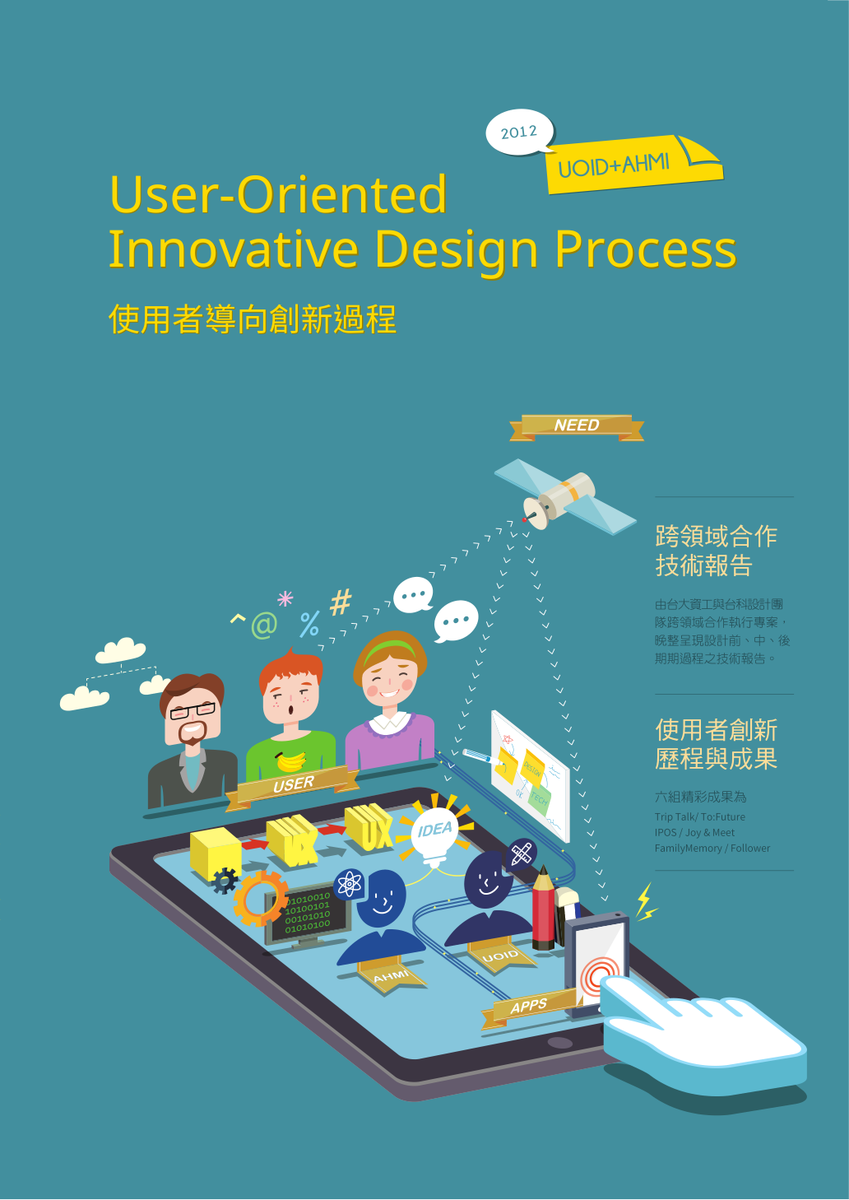 2012
UOID+AHMI
User-Oriented
Innovative Design Process
使用者導向創新過程
NEED
跨領域合作
技術報告
由台大資工與台科設計團
隊跨領域合作執行專案，
晚整呈現設計前、中、後
期期過程之技術報告。
^@*%#
USER
使用者創新
歷程與成果
六組精彩成果為
Trip Talk/ To:Future
IPOS / Joy & Meet
FamilyMemory / Follower
UX
IDEA
01010010
10100101
00101010
01010100
AHMI
UOID
APPS